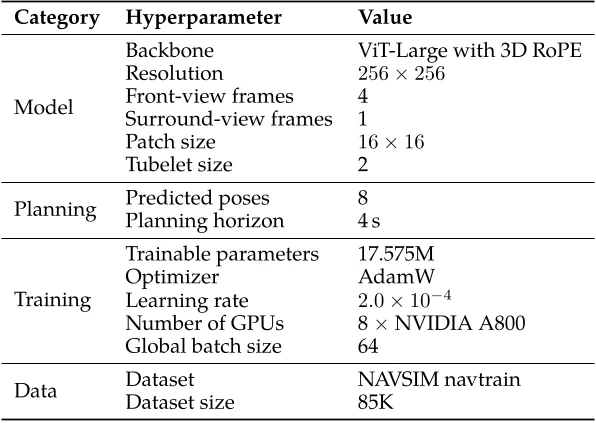 Category Hyperparameter Value
Model
Backbone ViT-Large with 3D RoPE
Resolution 256 × 256
Front-view frames 4
Surround-view frames 1
Patch size 16 × 16
Tubelet size 2
Planning
Predicted poses 8
Planning horizon 4 s
Training
Trainable parameters 17.575M
Optimizer AdamW
Learning rate 2.0 × 10⁻⁴
Number of GPUs 8 × NVIDIA A800
Global batch size 64
Data
Dataset NAVSIM navtrain
Dataset size 85K